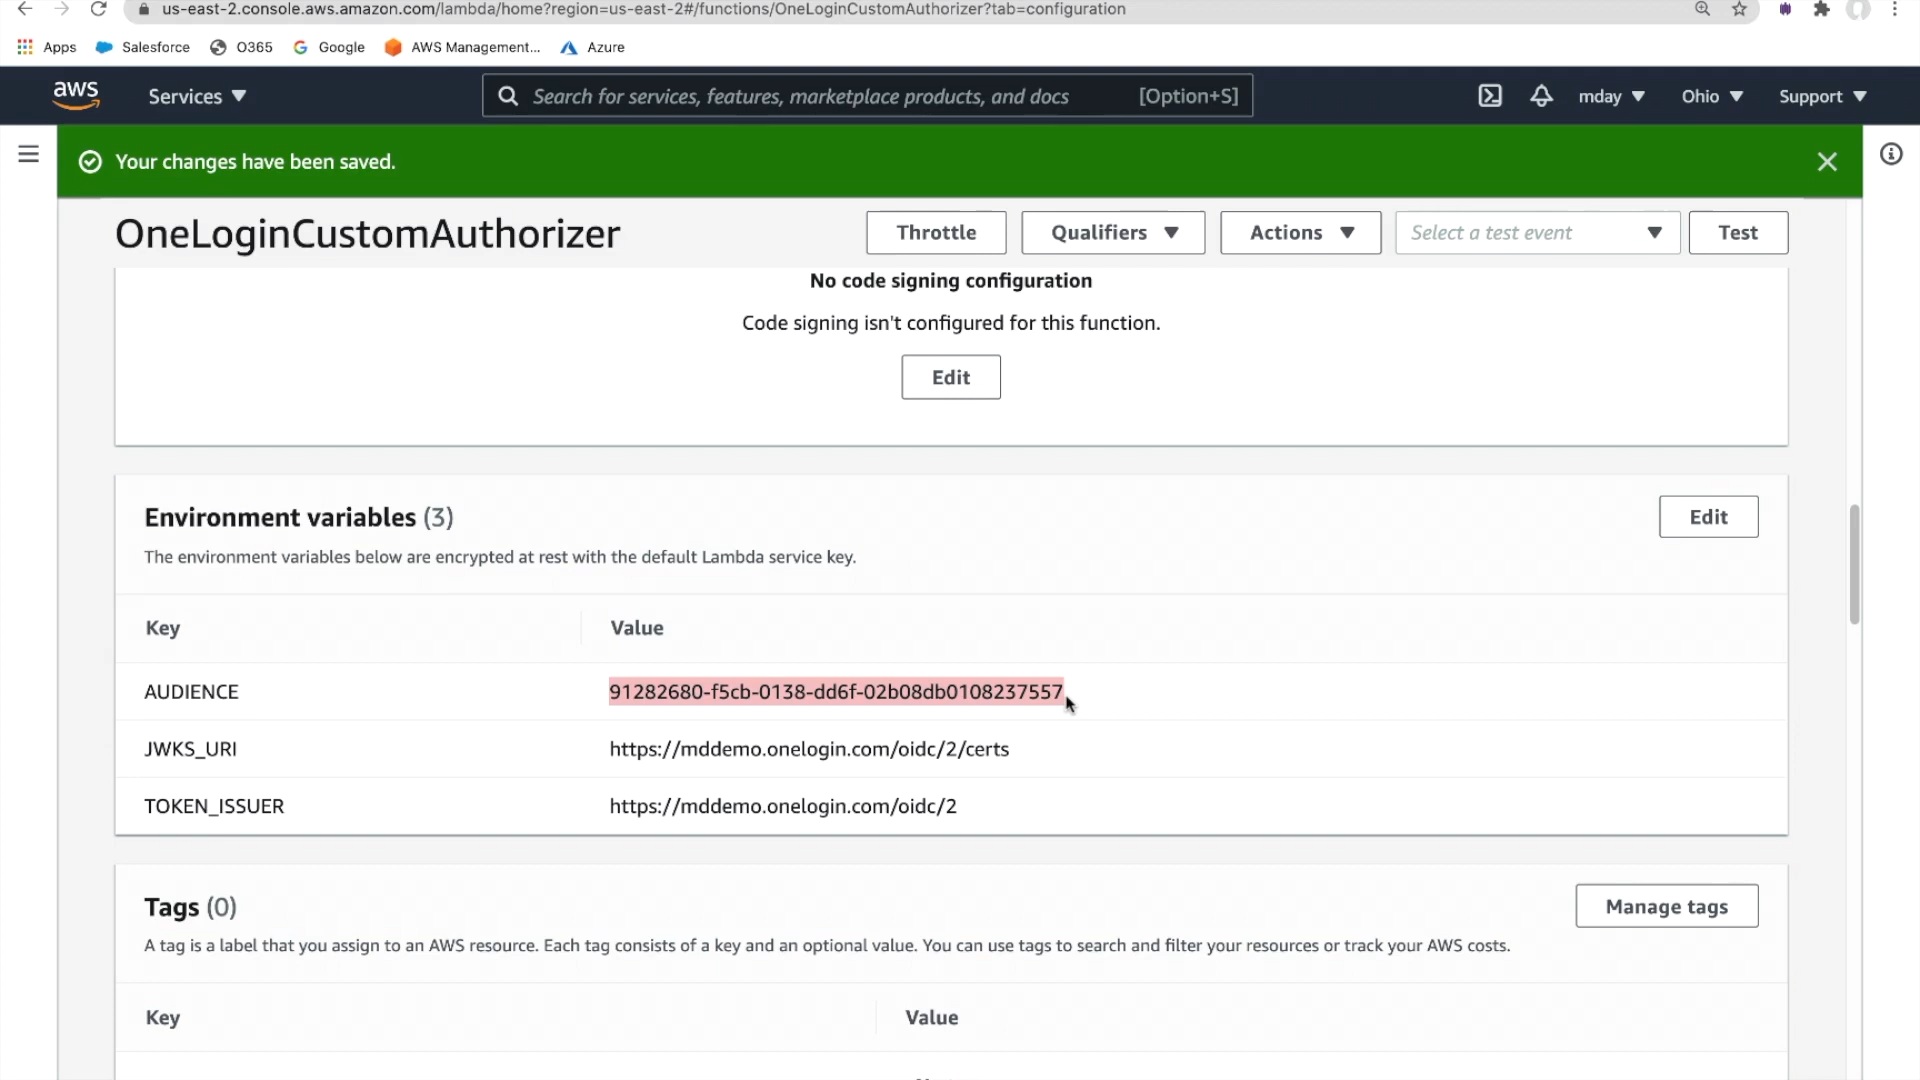 us-east-2.console.aws.amazon.com/lambda/home?region=us-east-2#/functions/OneLoginCustomAuthorizer?tab=configuration
Apps Salesforce O365 Google AWS Management... Azure
aws Services Search for services, features, marketplace products, and docs [Option+S] mday Ohio Support
Your changes have been saved.
OneLoginCustomAuthorizer Throttle Qualifiers Actions Select a test event Test
No code signing configuration
Code signing isn't configured for this function.
Edit
Environment variables (3) Edit
The environment variables below are encrypted at rest with the default Lambda service key.
Key Value
AUDIENCE 91282680-f5cb-0138-dd6f-02b08db0108237557
JWKS_URI https://mddemo.onelogin.com/oidc/2/certs
TOKEN_ISSUER https://mddemo.onelogin.com/oidc/2
Tags (0) Manage tags
A tag is a label that you assign to an AWS resource. Each tag consists of a key and an optional value. You can use tags to search and filter your resources or track your AWS costs.
Key Value